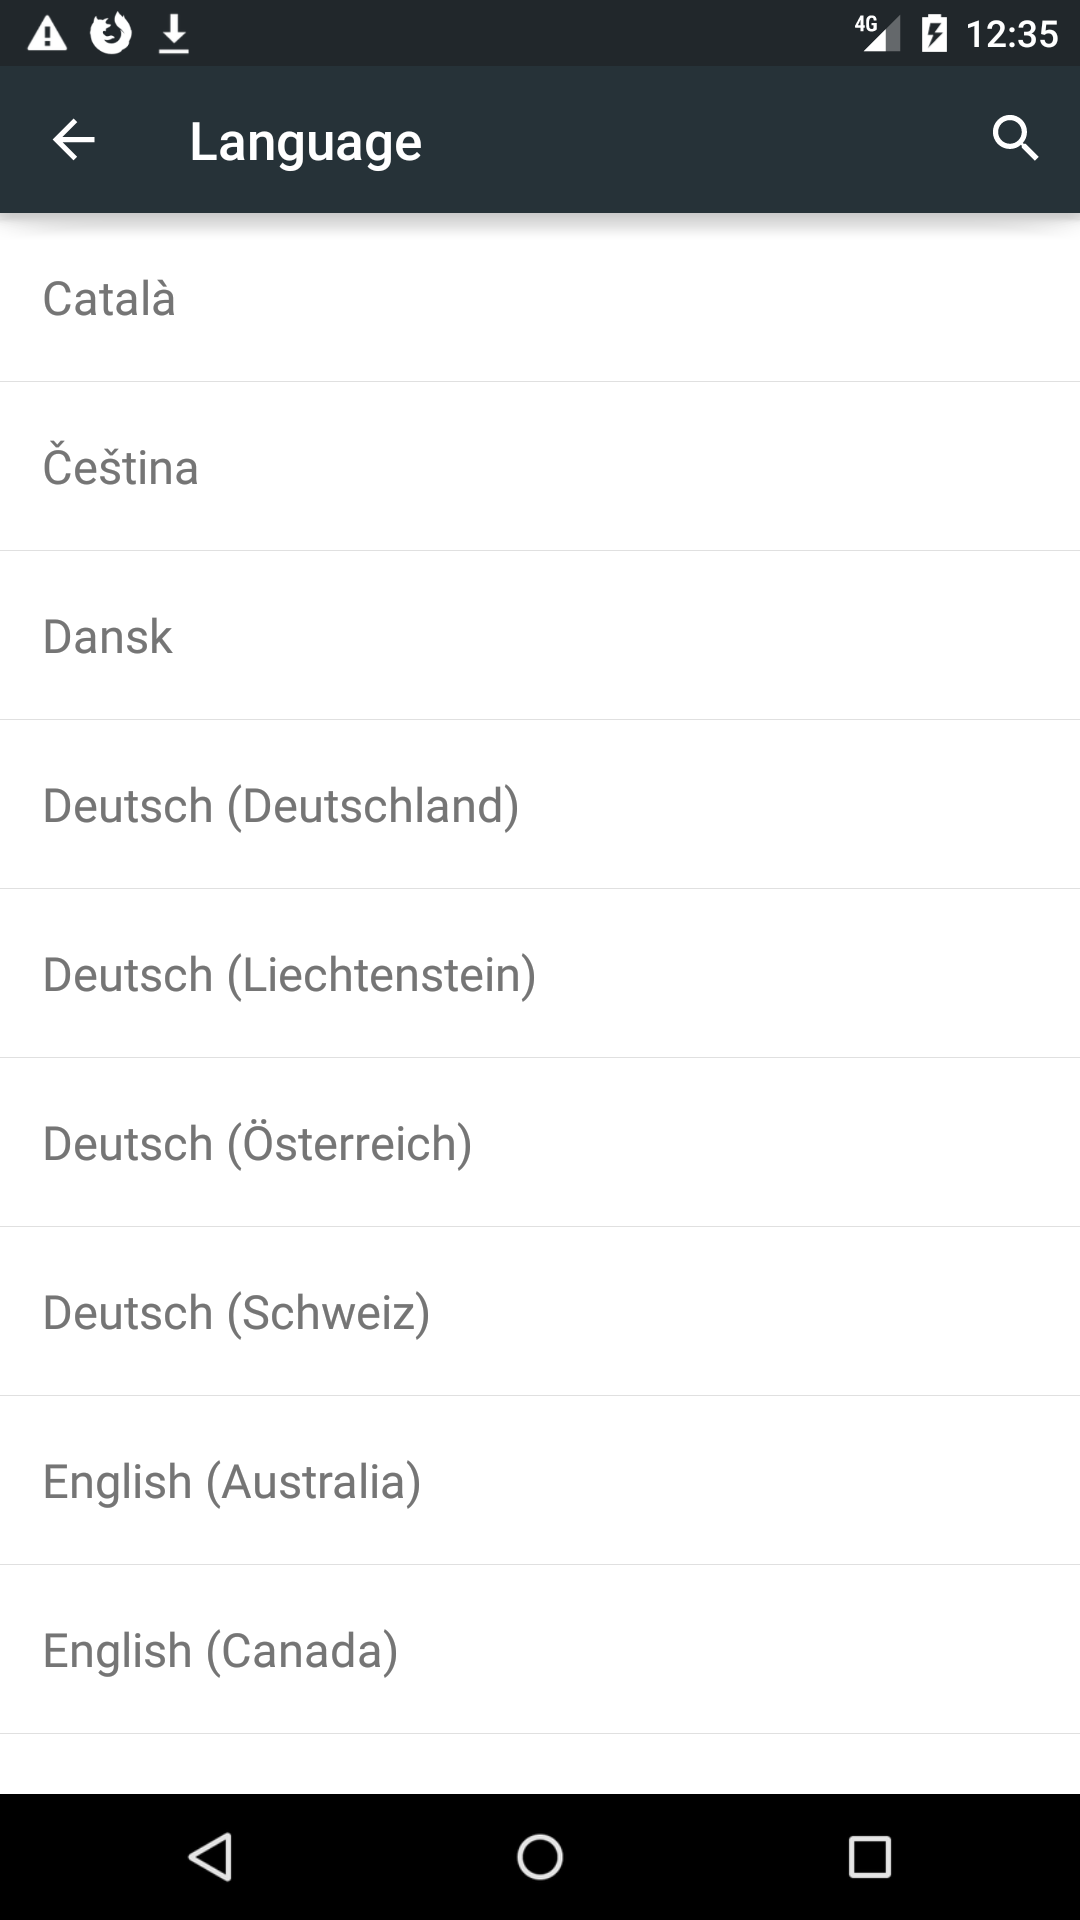 4G 12:35
Language
Català
Čeština
Dansk
Deutsch (Deutschland)
Deutsch (Liechtenstein)
Deutsch (Österreich)
Deutsch (Schweiz)
English (Australia)
English (Canada)